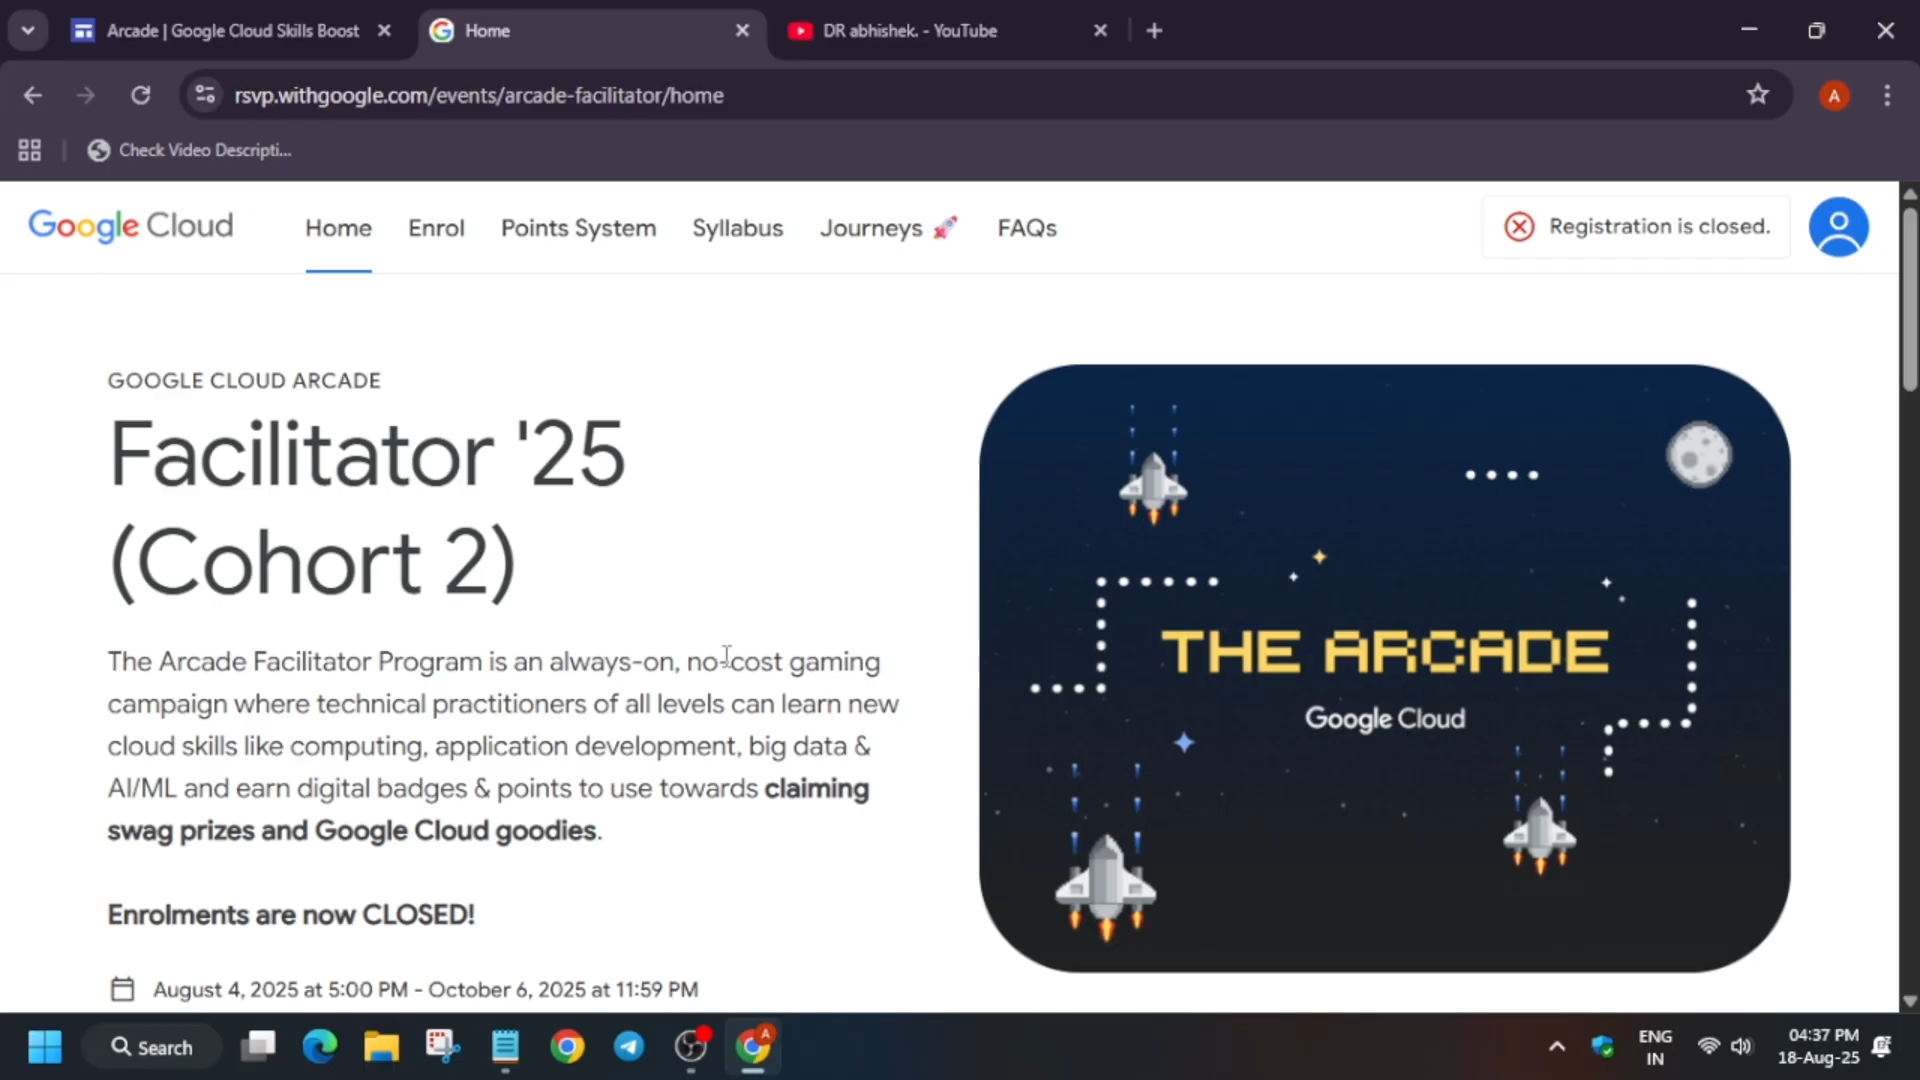 Arcade | Google Cloud Skills Boost
Home
DR abhishek. - YouTube
rsvp.withgoogle.com/events/arcade-facilitator/home
A
Check Video Descripti...
Google Cloud
Home
Enrol
Points System
Syllabus
Journeys 🚀
FAQs
Registration is closed.
GOOGLE CLOUD ARCADE
Facilitator '25
(Cohort 2)
The Arcade Facilitator Program is an always-on, no-cost gaming
campaign where technical practitioners of all levels can learn new
cloud skills like computing, application development, big data &
AI/ML and earn digital badges & points to use towards claiming
swag prizes and Google Cloud goodies.
Enrolments are now CLOSED!
August 4, 2025 at 5:00 PM - October 6, 2025 at 11:59 PM
THE ARCADE
Google Cloud
Search
A
ENG
IN
04:37 PM
18-Aug-25